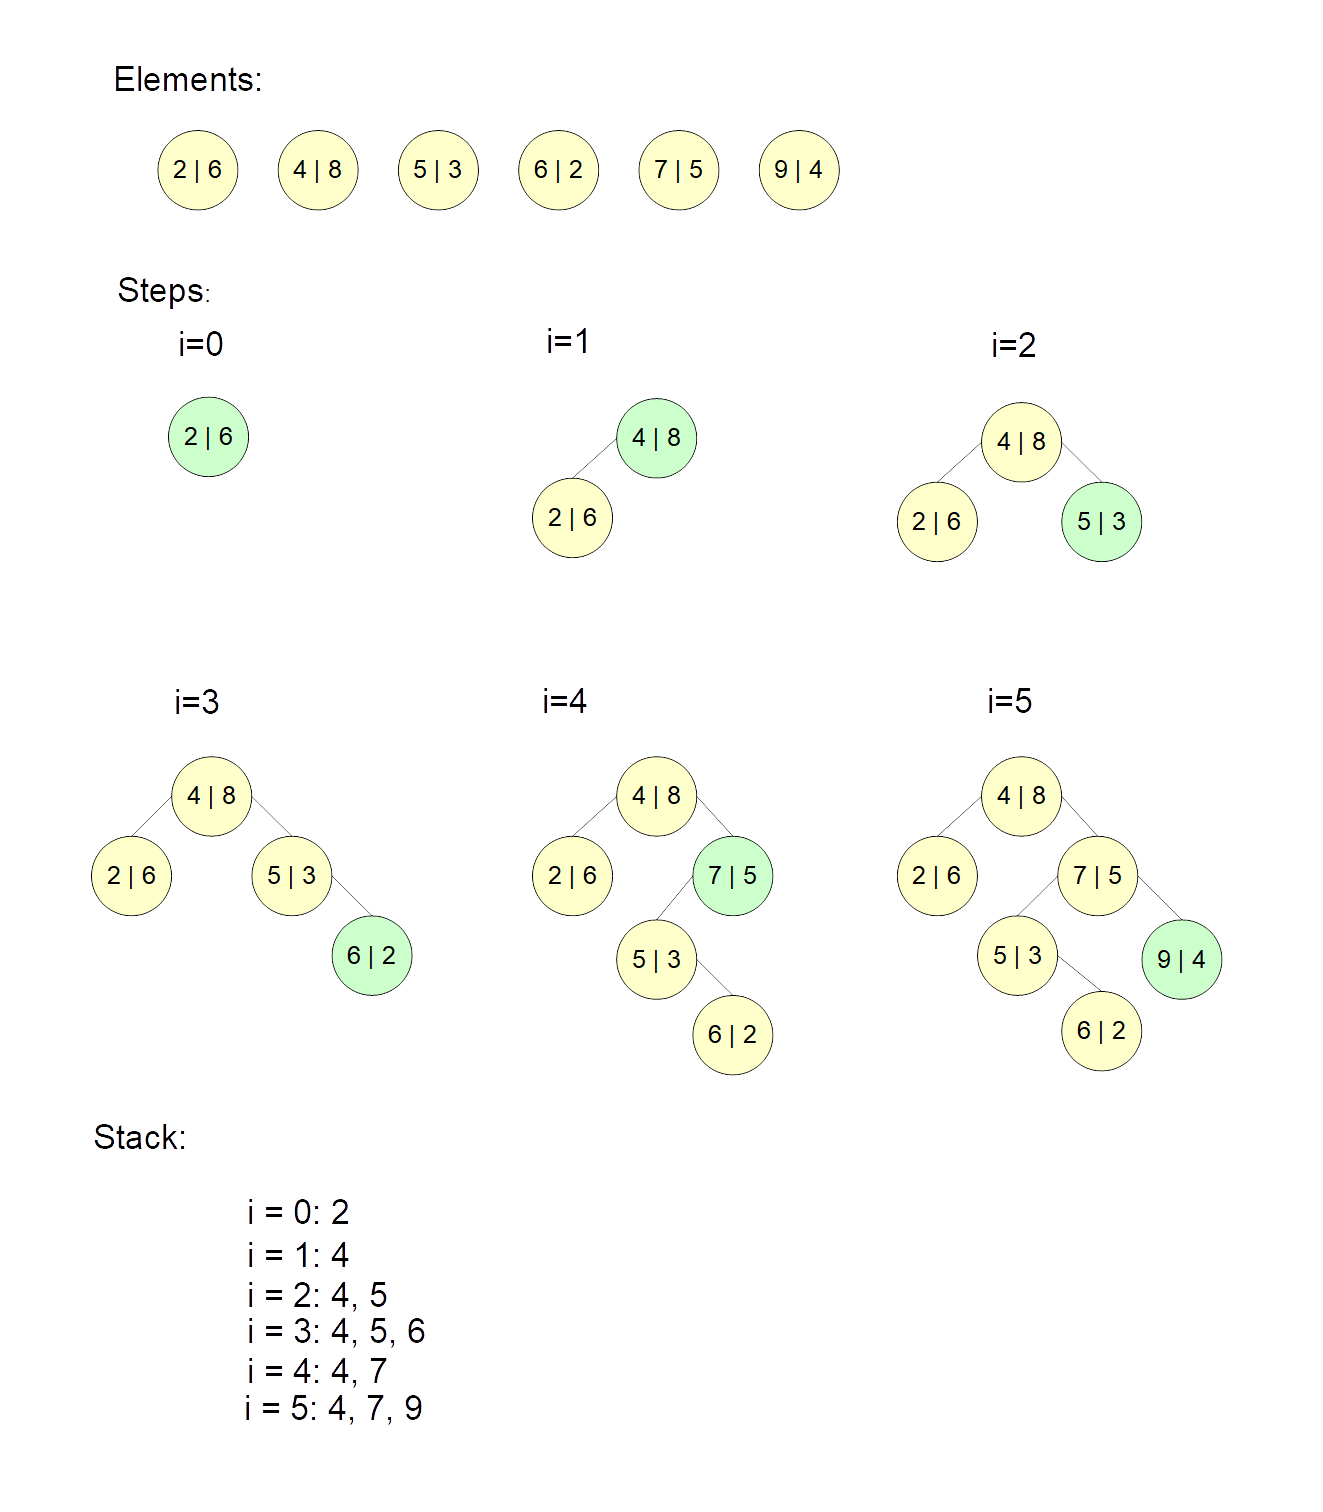 Elements:
2 | 6 4 | 8 5 | 3 6 | 2 7 | 5 9 | 4
Steps:
i=0 i=1 i=2
2 | 6 4 | 8 4 | 8
2 | 6 2 | 6 5 | 3
i=3 i=4 i=5
4 | 8 4 | 8 4 | 8
2 | 6 5 | 3 2 | 6 7 | 5 2 | 6 7 | 5
6 | 2 5 | 3 5 | 3 9 | 4
6 | 2 6 | 2
Stack:
i = 0: 2
i = 1: 4
i = 2: 4, 5
i = 3: 4, 5, 6
i = 4: 4, 7
i = 5: 4, 7, 9